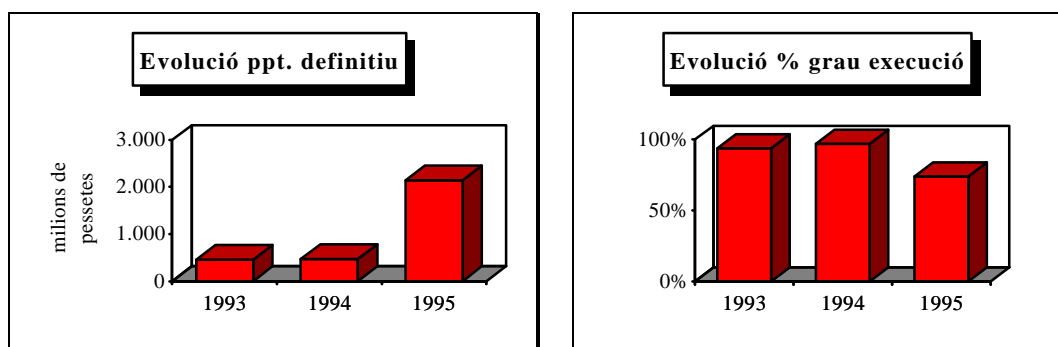 Evolució ppt. definitiu
3.000
2.000
1.000
0
milions de
pessetes
1993 1994 1995
Evolució % grau execució
100%
50%
0%
1993 1994 1995